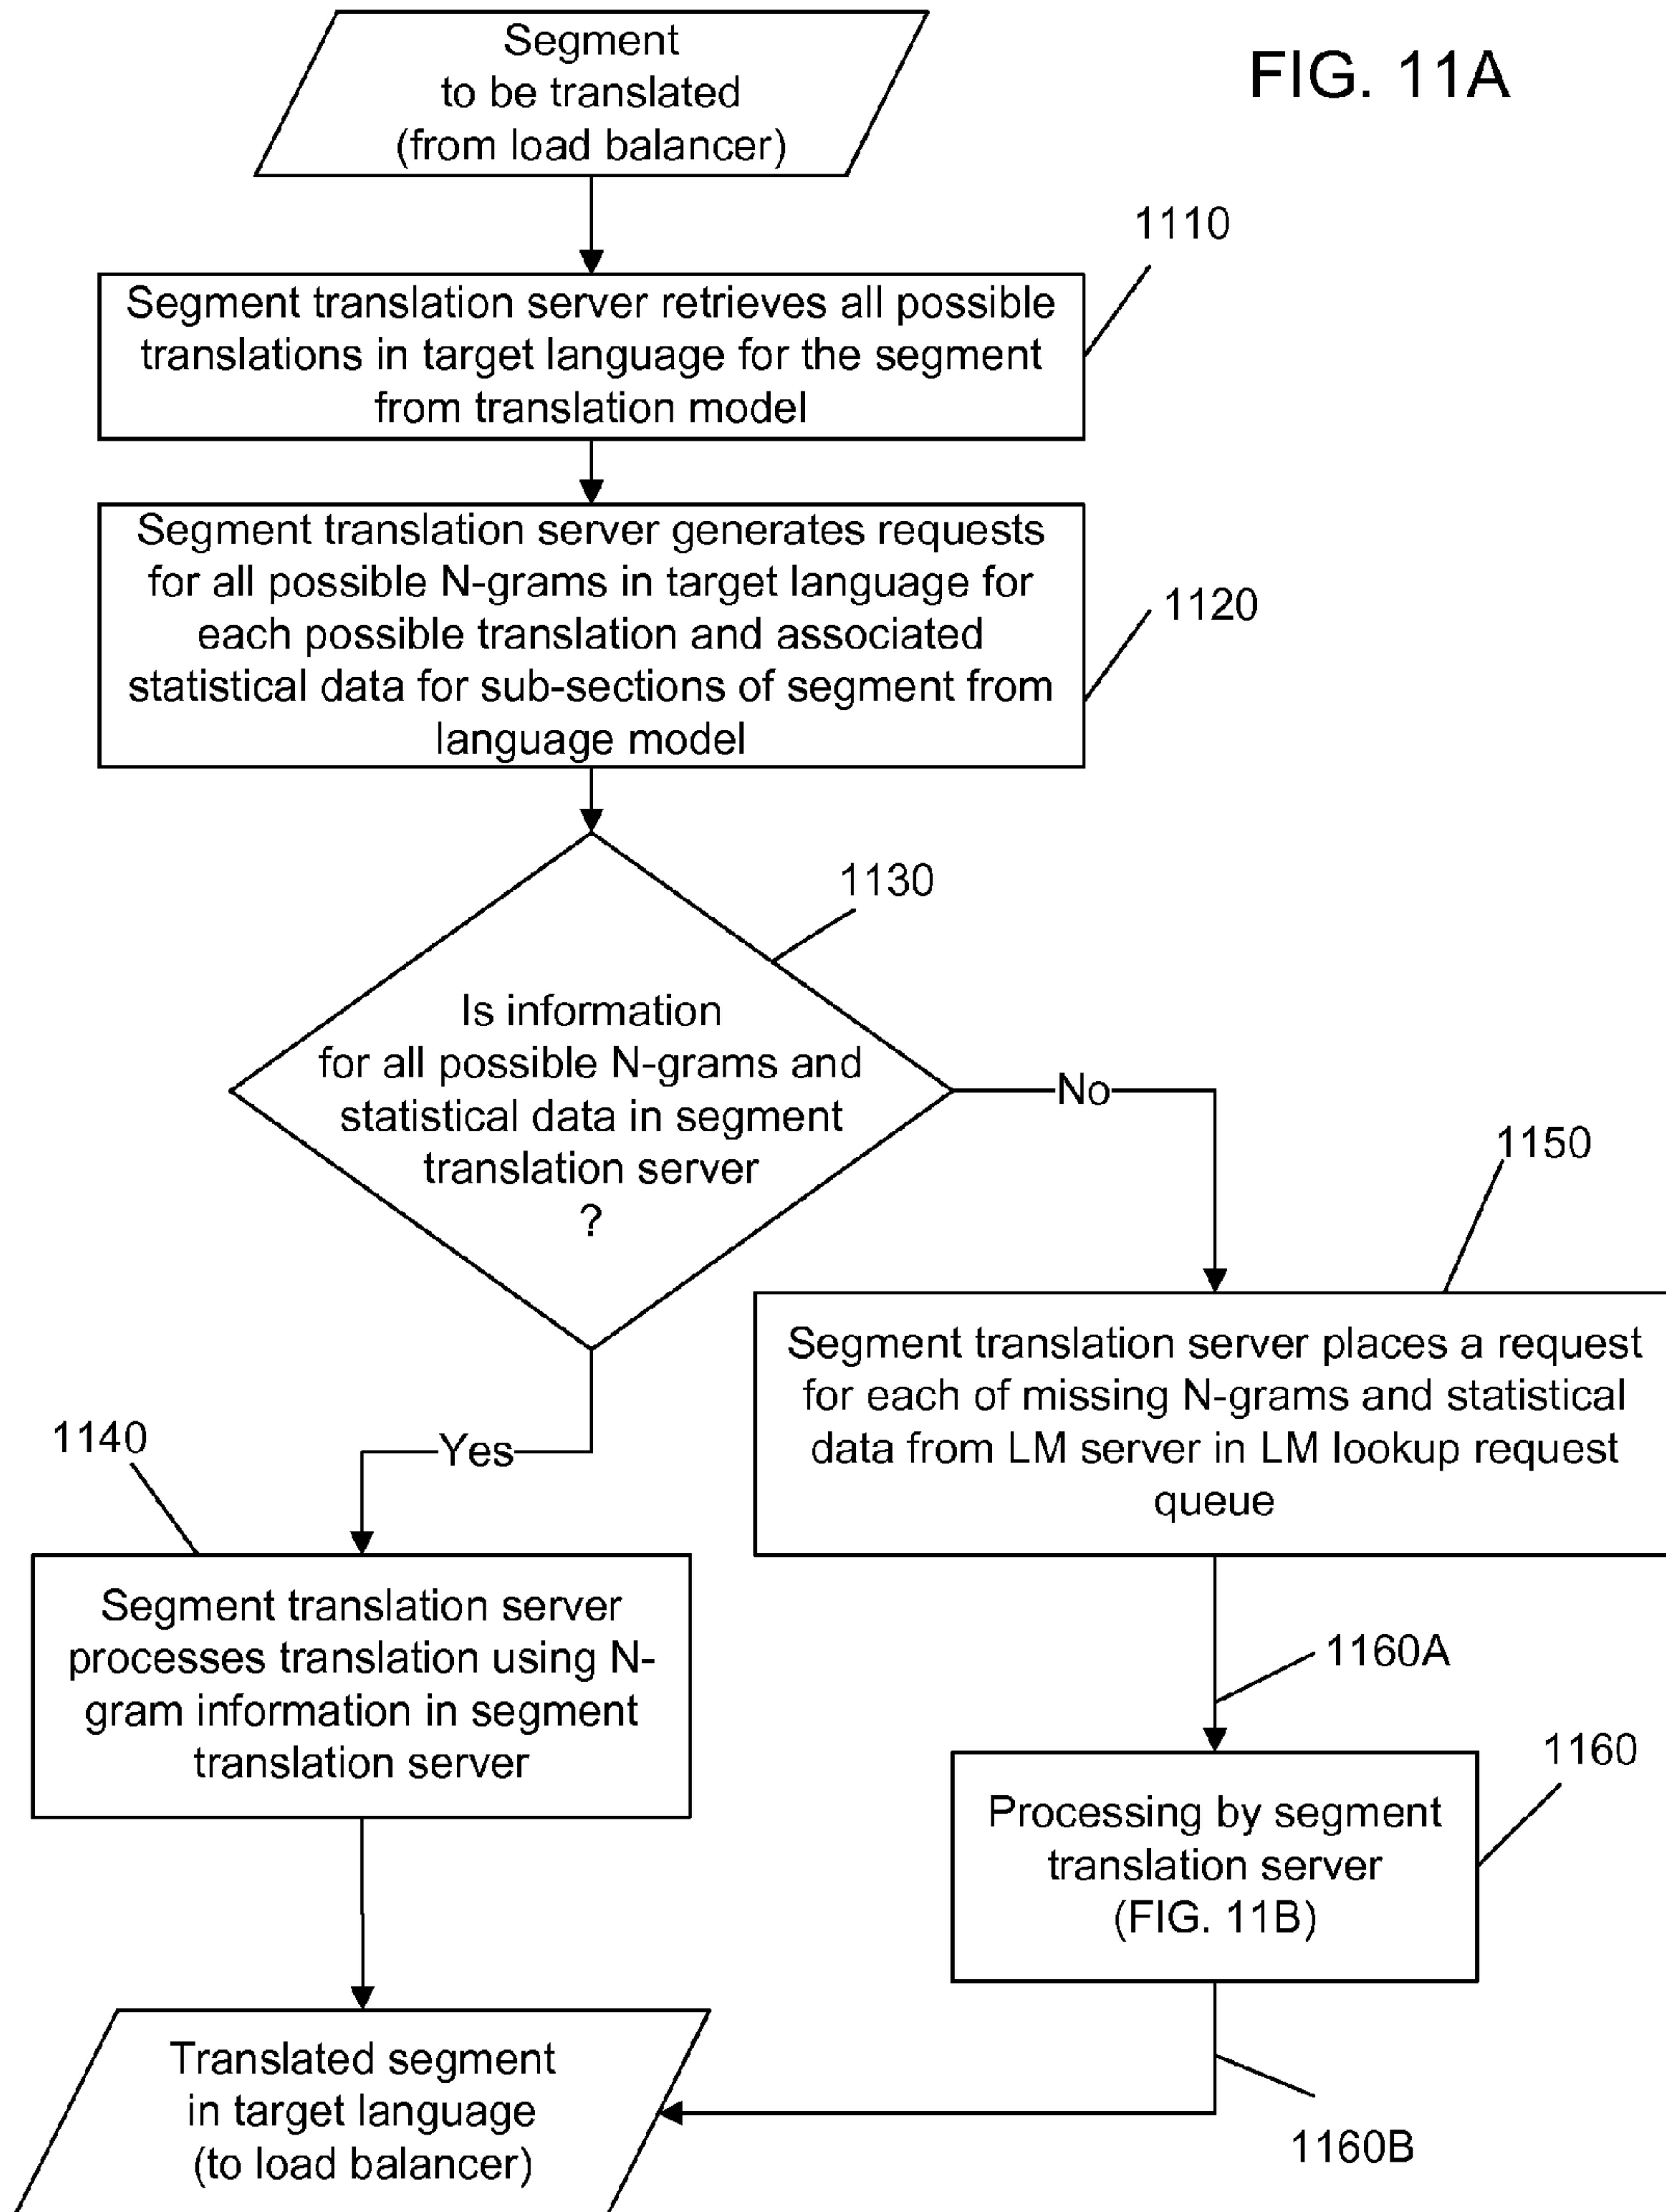 FIG. 11A
Segment
to be translated
(from load balancer)
1110
Segment translation server retrieves all possible
translations in target language for the segment
from translation model
Segment translation server generates requests
for all possible N-grams in target language for
each possible translation and associated
statistical data for sub-sections of segment from
language model
1120
1130
Is information
for all possible N-grams and
statistical data in segment
translation server
?
No
1150
Segment translation server places a request
for each of missing N-grams and statistical
data from LM server in LM lookup request
queue
Yes
1140
Segment translation server
processes translation using N-
gram information in segment
translation server
1160A
1160
Processing by segment
translation server
(FIG. 11B)
Translated segment
in target language
(to load balancer)
1160B